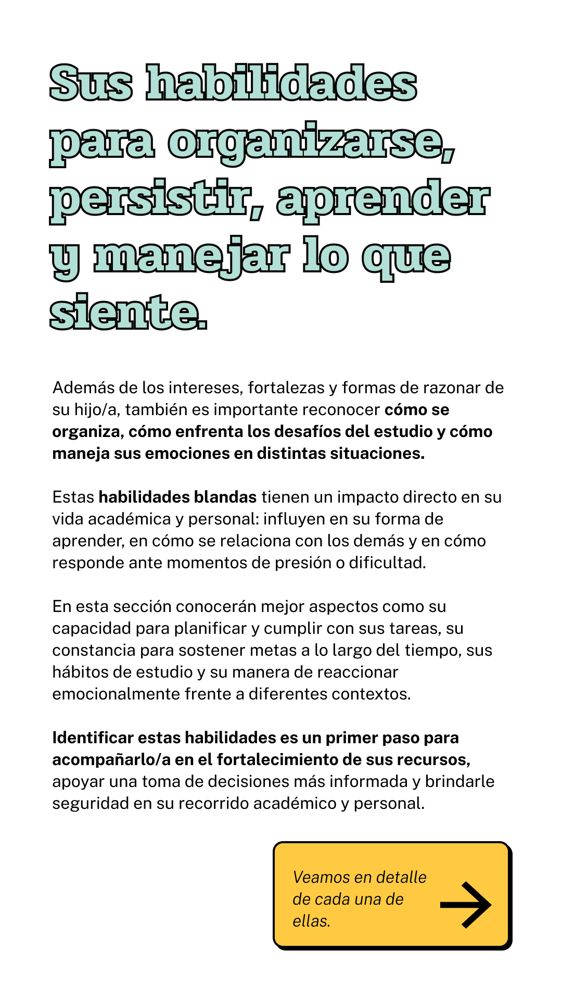 Sus habilidades
para organizarse,
persistir, aprender
y manejar lo que
siente.
Además de los intereses, fortalezas y formas de razonar de
su hijo/a, también es importante reconocer cómo se
organiza, cómo enfrenta los desafíos del estudio y cómo
maneja sus emociones en distintas situaciones.
Estas habilidades blandas tienen un impacto directo en su
vida académica y personal: influyen en su forma de
aprender, en cómo se relaciona con los demás y en cómo
responde ante momentos de presión o dificultad.
En esta sección conocerán mejor aspectos como su
capacidad para planificar y cumplir con sus tareas, su
constancia para sostener metas a lo largo del tiempo, sus
hábitos de estudio y su manera de reaccionar
emocionalmente frente a diferentes contextos.
Identificar estas habilidades es un primer paso para
acompañarlo/a en el fortalecimiento de sus recursos,
apoyar una toma de decisiones más informada y brindarle
seguridad en su recorrido académico y personal.
Veamos en detalle
de cada una de
ellas.